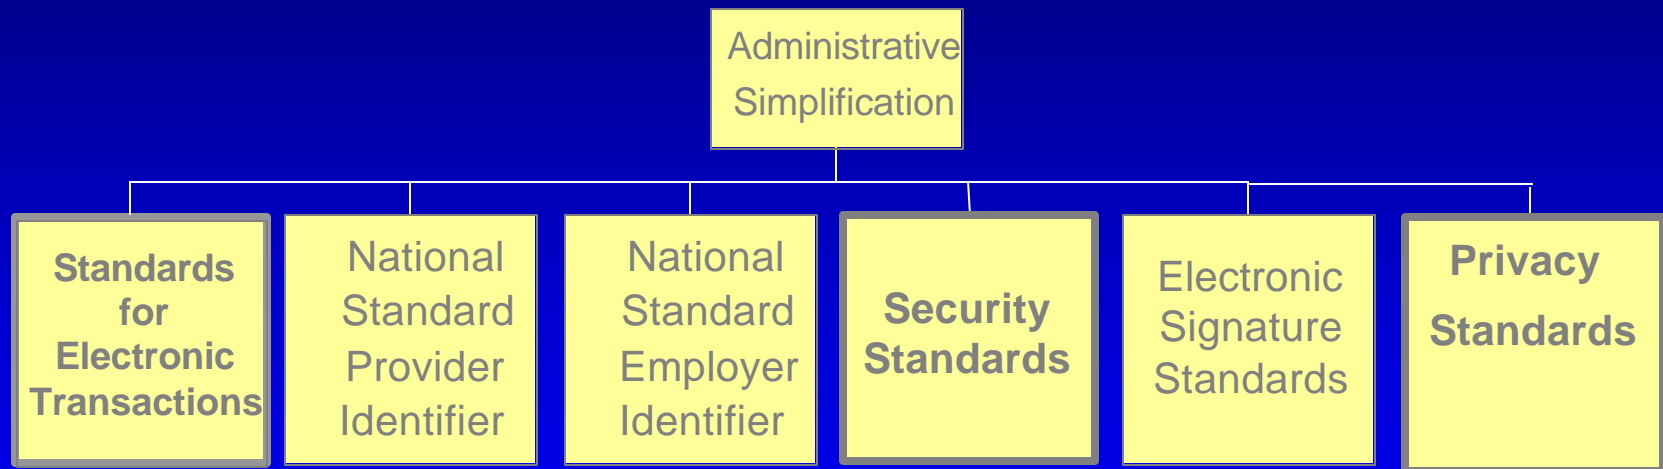 Administrative
Simplification
Standards
for
Electronic
Transactions
National
Standard
Provider
Identifier
National
Standard
Employer
Identifier
Security
Standards
Electronic
Signature
Standards
Privacy
Standards